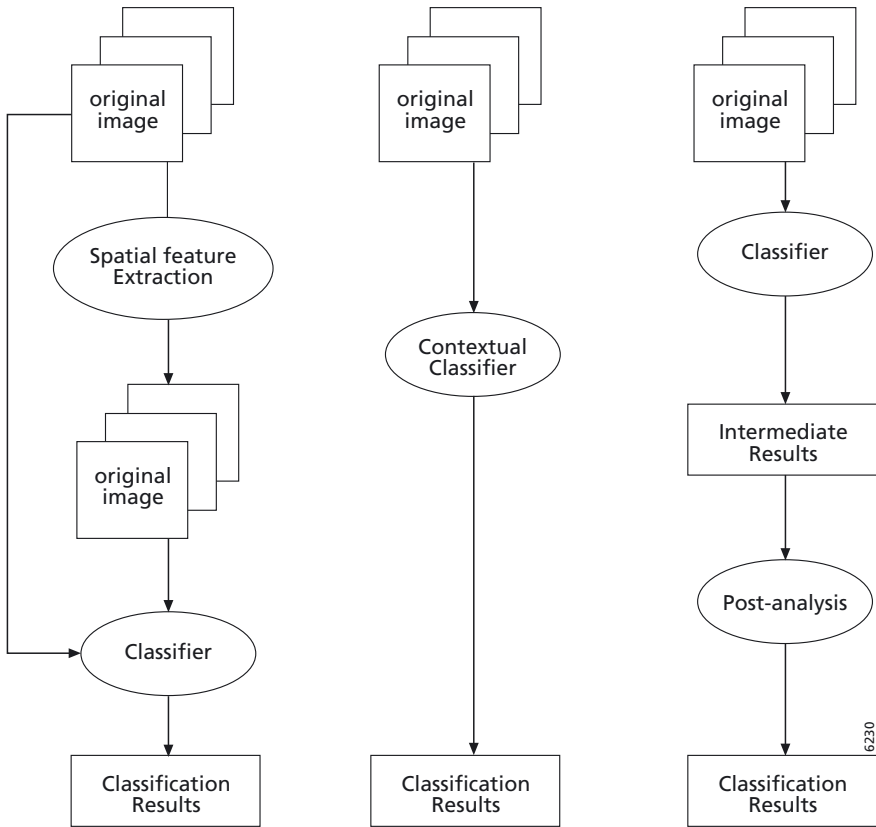 original
image
Spatial feature
Extraction
original
image
Classifier
Classification
Results
original
image
Contextual
Classifier
Classification
Results
original
image
Classifier
Intermediate
Results
Post-analysis
Classification
Results
6230